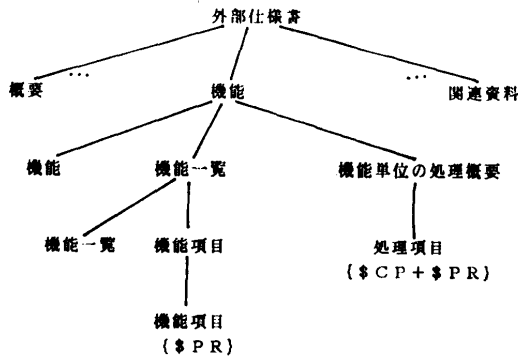 外部仕様書
… …
概要 機能 関連資料
機能 機能一覧 機能単位の処理概要
機能一覧 機能項目 処理項目
{$CP+$PR}
機能項目
{$PR}